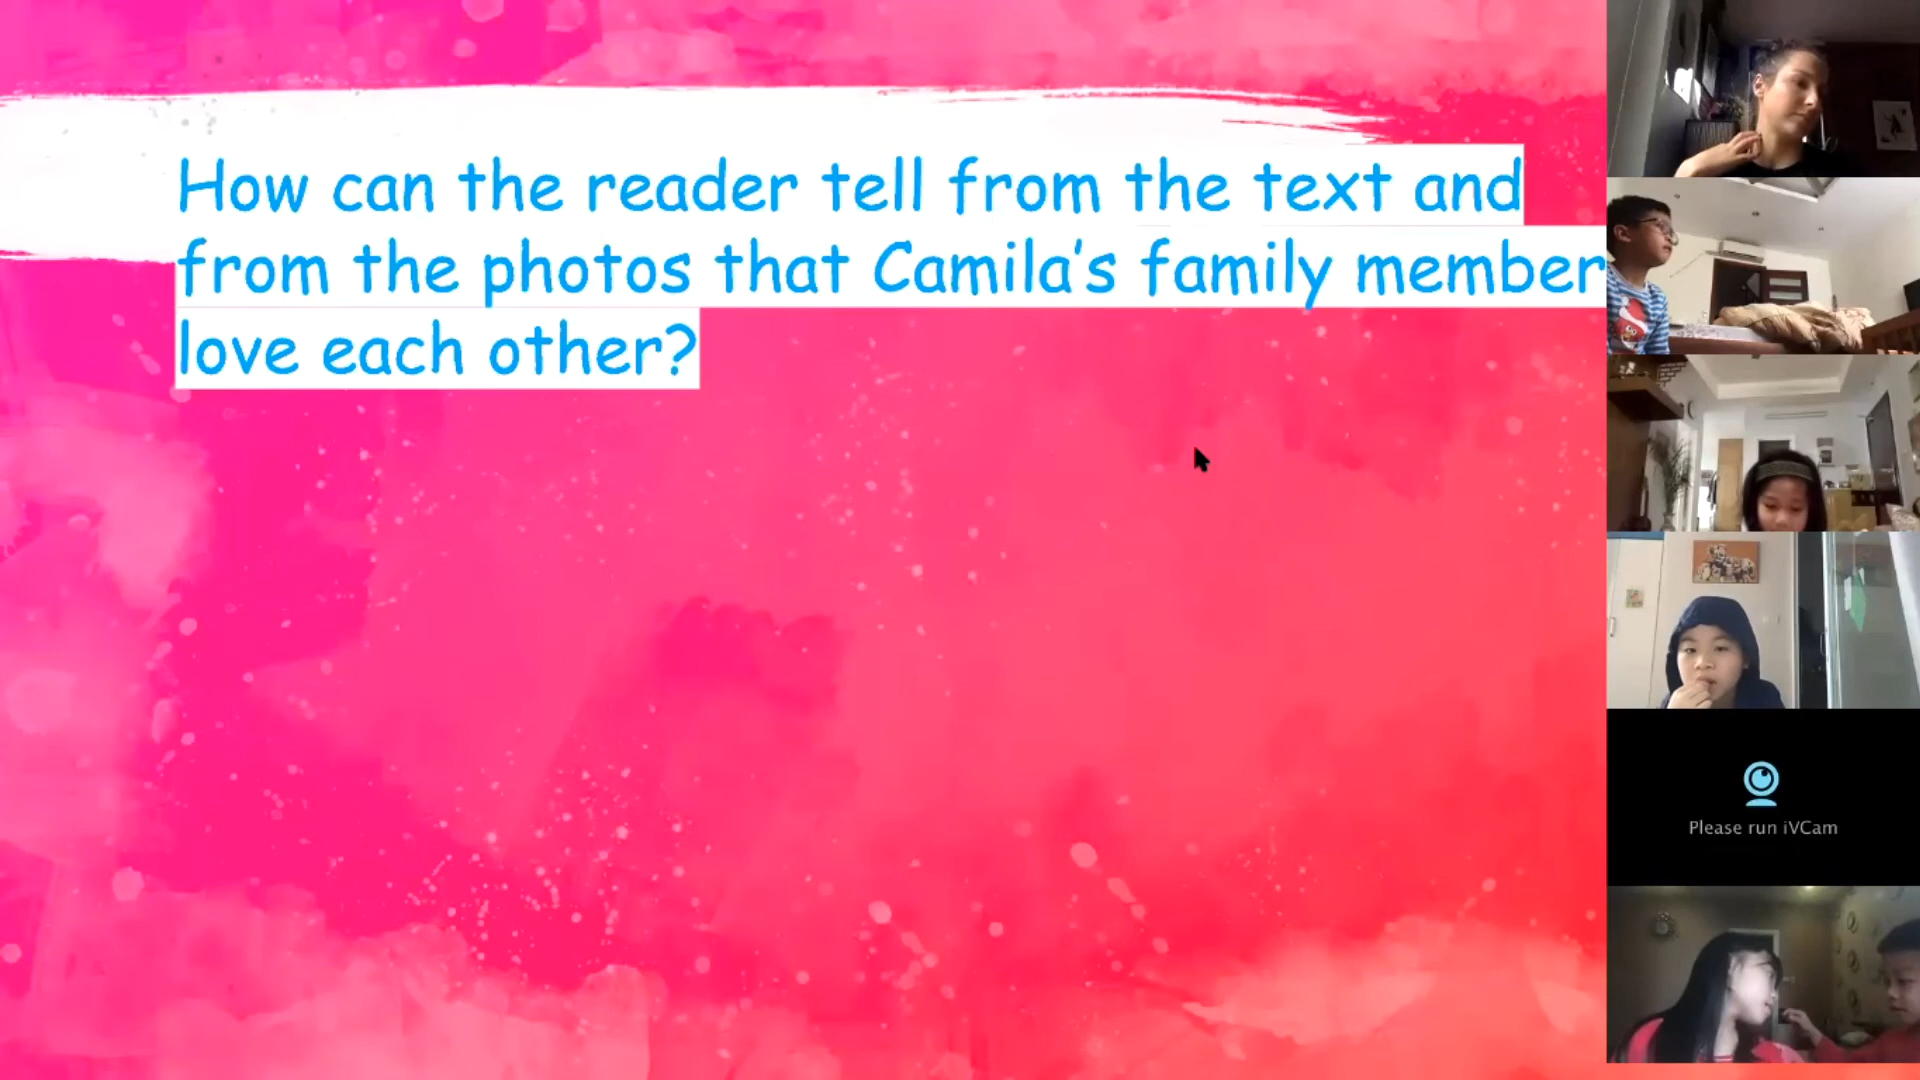 How can the reader tell from the text and
from the photos that Camila's family member
love each other?
Please run iVCam